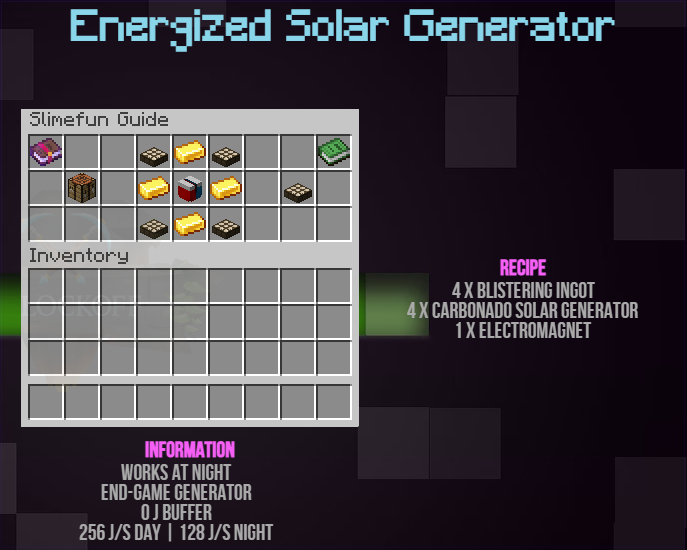 Energized Solar Generator
Slimefun Guide
Inventory
RECIPE
4 X BLISTERING INGOT
4 X CARBONADO SOLAR GENERATOR
1 X ELECTROMAGNET
INFORMATION
WORKS AT NIGHT
END-GAME GENERATOR
0 J BUFFER
256 J/S DAY | 128 J/S NIGHT